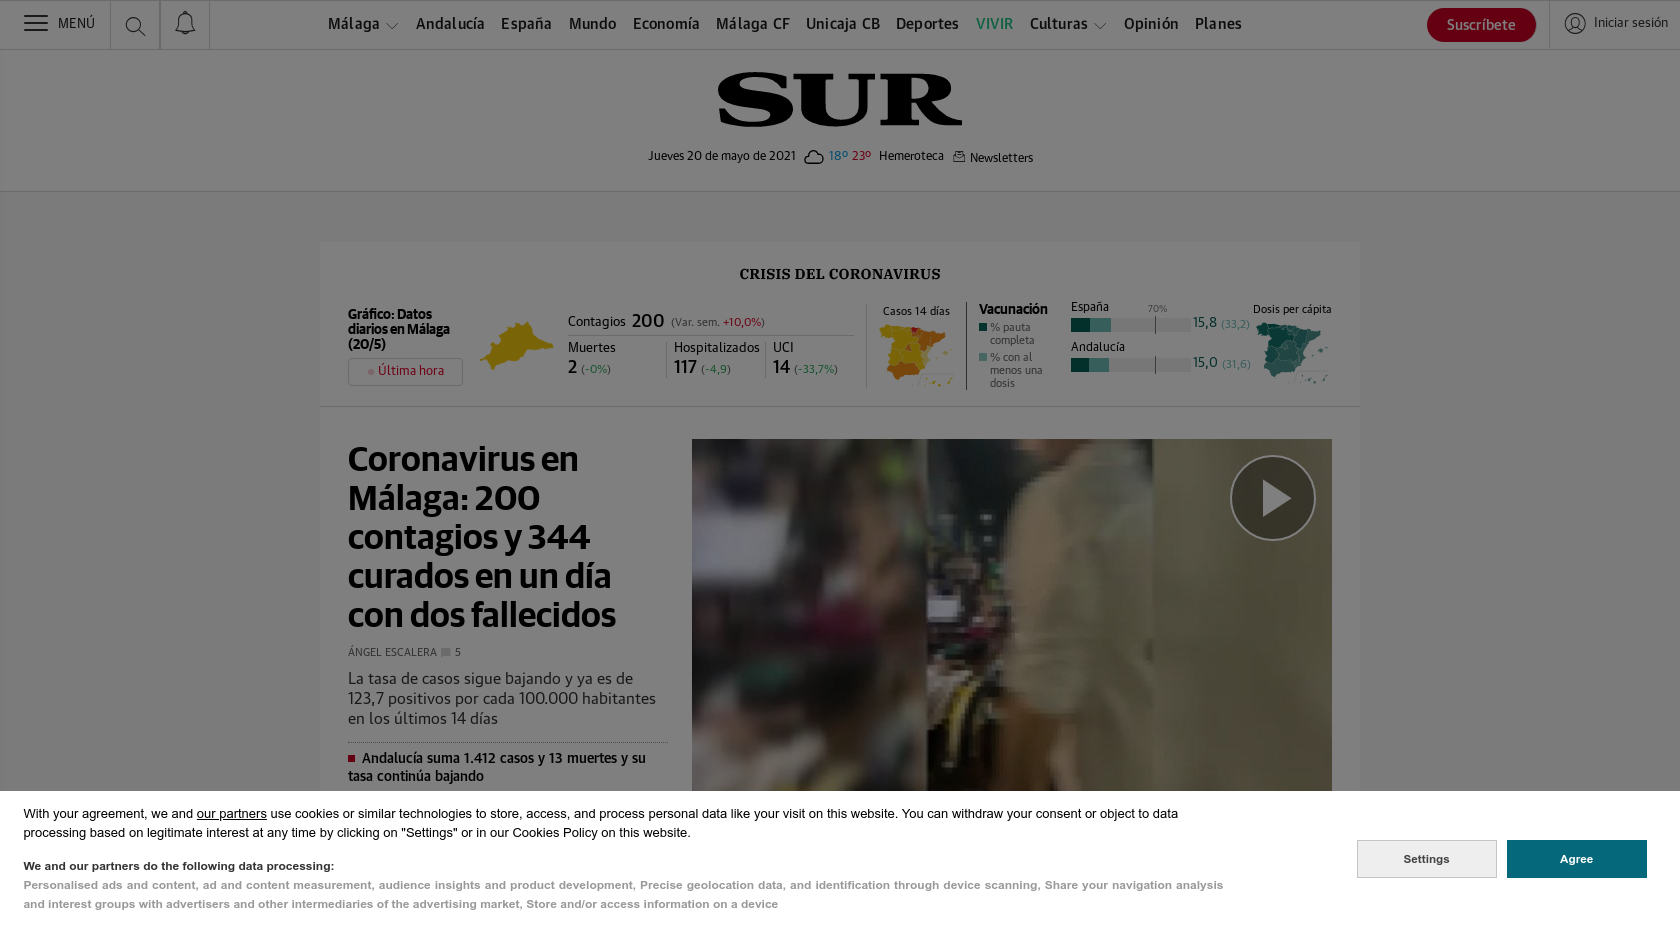 MENÚ
Málaga Andalucía España Mundo Economía Málaga CF Unicaja CB Deportes VIVIR Culturas Opinión Planes
Suscríbete
Iniciar sesión
SUR
Jueves 20 de mayo de 2021 18º 23º Hemeroteca Newsletters
CRISIS DEL CORONAVIRUS
Gráfico: Datos
diarios en Málaga
(20/5)
Última hora
Contagios 200 (Var. sem. +10,0%)
Muertes
2 (-0%)
Hospitalizados
117 (-4,9)
UCI
14 (-33,7%)
Casos 14 días
Vacunación
% pauta
completa
% con al
menos una
dosis
España
70%
15,8 (33,2)
Andalucía
15,0 (31,6)
Dosis per cápita
Coronavirus en
Málaga: 200
contagios y 344
curados en un día
con dos fallecidos
ÁNGEL ESCALERA 5
La tasa de casos sigue bajando y ya es de
123,7 positivos por cada 100.000 habitantes
en los últimos 14 días
Andalucía suma 1.412 casos y 13 muertes y su
tasa continúa bajando
With your agreement, we and our partners use cookies or similar technologies to store, access, and process personal data like your visit on this website. You can withdraw your consent or object to data
processing based on legitimate interest at any time by clicking on "Settings" or in our Cookies Policy on this website.
We and our partners do the following data processing:
Personalised ads and content, ad and content measurement, audience insights and product development, Precise geolocation data, and identification through device scanning, Share your navigation analysis
and interest groups with advertisers and other intermediaries of the advertising market, Store and/or access information on a device
Settings
Agree